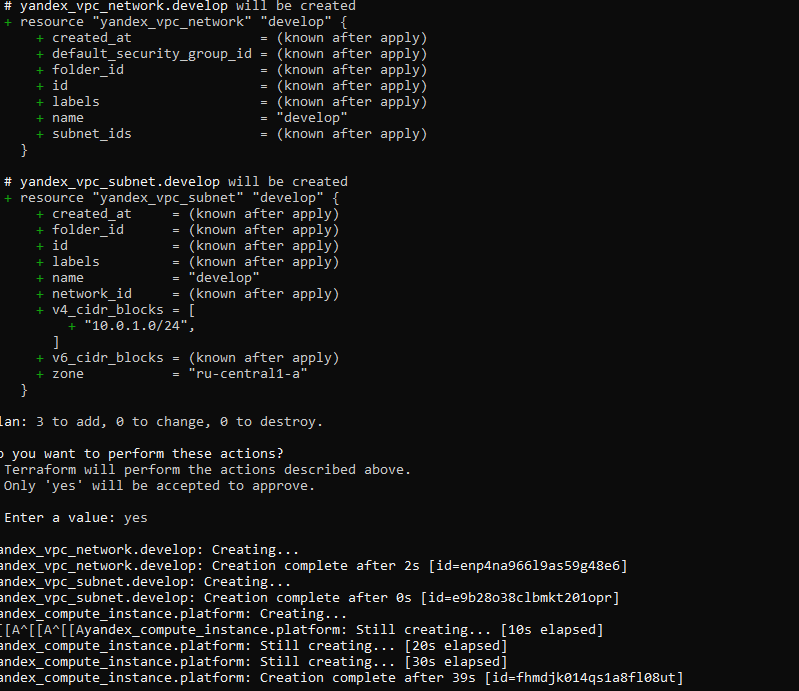 # yandex_vpc_network.develop will be created
+ resource "yandex_vpc_network" "develop" {
+ created_at = (known after apply)
+ default_security_group_id = (known after apply)
+ folder_id = (known after apply)
+ id = (known after apply)
+ labels = (known after apply)
+ name = "develop"
+ subnet_ids = (known after apply)
}
# yandex_vpc_subnet.develop will be created
+ resource "yandex_vpc_subnet" "develop" {
+ created_at = (known after apply)
+ folder_id = (known after apply)
+ id = (known after apply)
+ labels = (known after apply)
+ name = "develop"
+ network_id = (known after apply)
+ v4_cidr_blocks = [
+ "10.0.1.0/24",
]
+ v6_cidr_blocks = (known after apply)
+ zone = "ru-central1-a"
}
lan: 3 to add, 0 to change, 0 to destroy.
o you want to perform these actions?
Terraform will perform the actions described above.
Only 'yes' will be accepted to approve.
Enter a value: yes
andex_vpc_network.develop: Creating...
andex_vpc_network.develop: Creation complete after 2s [id=enp4na966l9as59g48e6]
andex_vpc_subnet.develop: Creating...
andex_vpc_subnet.develop: Creation complete after 0s [id=e9b28o38clbmkt201opr]
andex_compute_instance.platform: Creating...
[[A^[[A^[[Ayandex_compute_instance.platform: Still creating... [10s elapsed]
andex_compute_instance.platform: Still creating... [20s elapsed]
andex_compute_instance.platform: Still creating... [30s elapsed]
andex_compute_instance.platform: Creation complete after 39s [id=fhmdjk014qs1a8fl08ut]